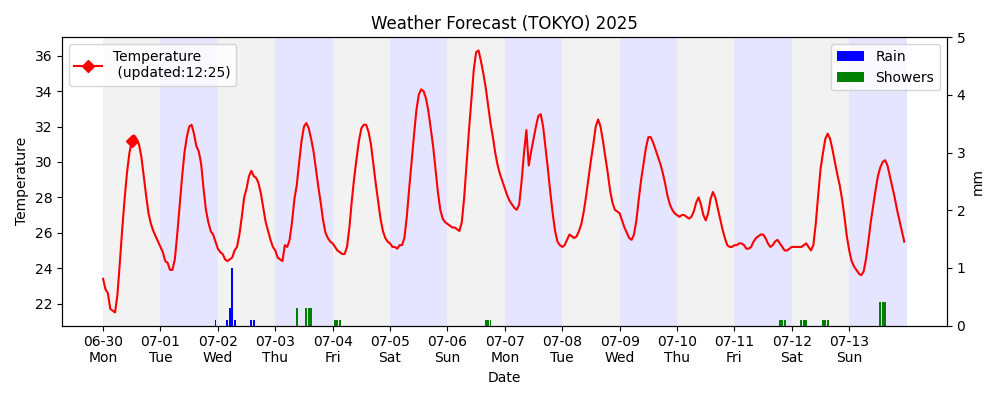 Weather Forecast (TOKYO) 2025
Temperature
(updated:12:25)
Rain
Showers
Temperature
36
34
32
30
28
26
24
22
5
4
3
2
1
0
mm
06-30 07-01 07-02 07-03 07-04 07-05 07-06 07-07 07-08 07-09 07-10 07-11 07-12 07-13
Mon Tue Wed Thu Fri Sat Sun Mon Tue Wed Thu Fri Sat Sun
Date